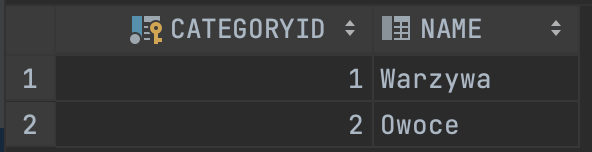 CATEGORYID NAME
1 1 Warzywa
2 2 Owoce